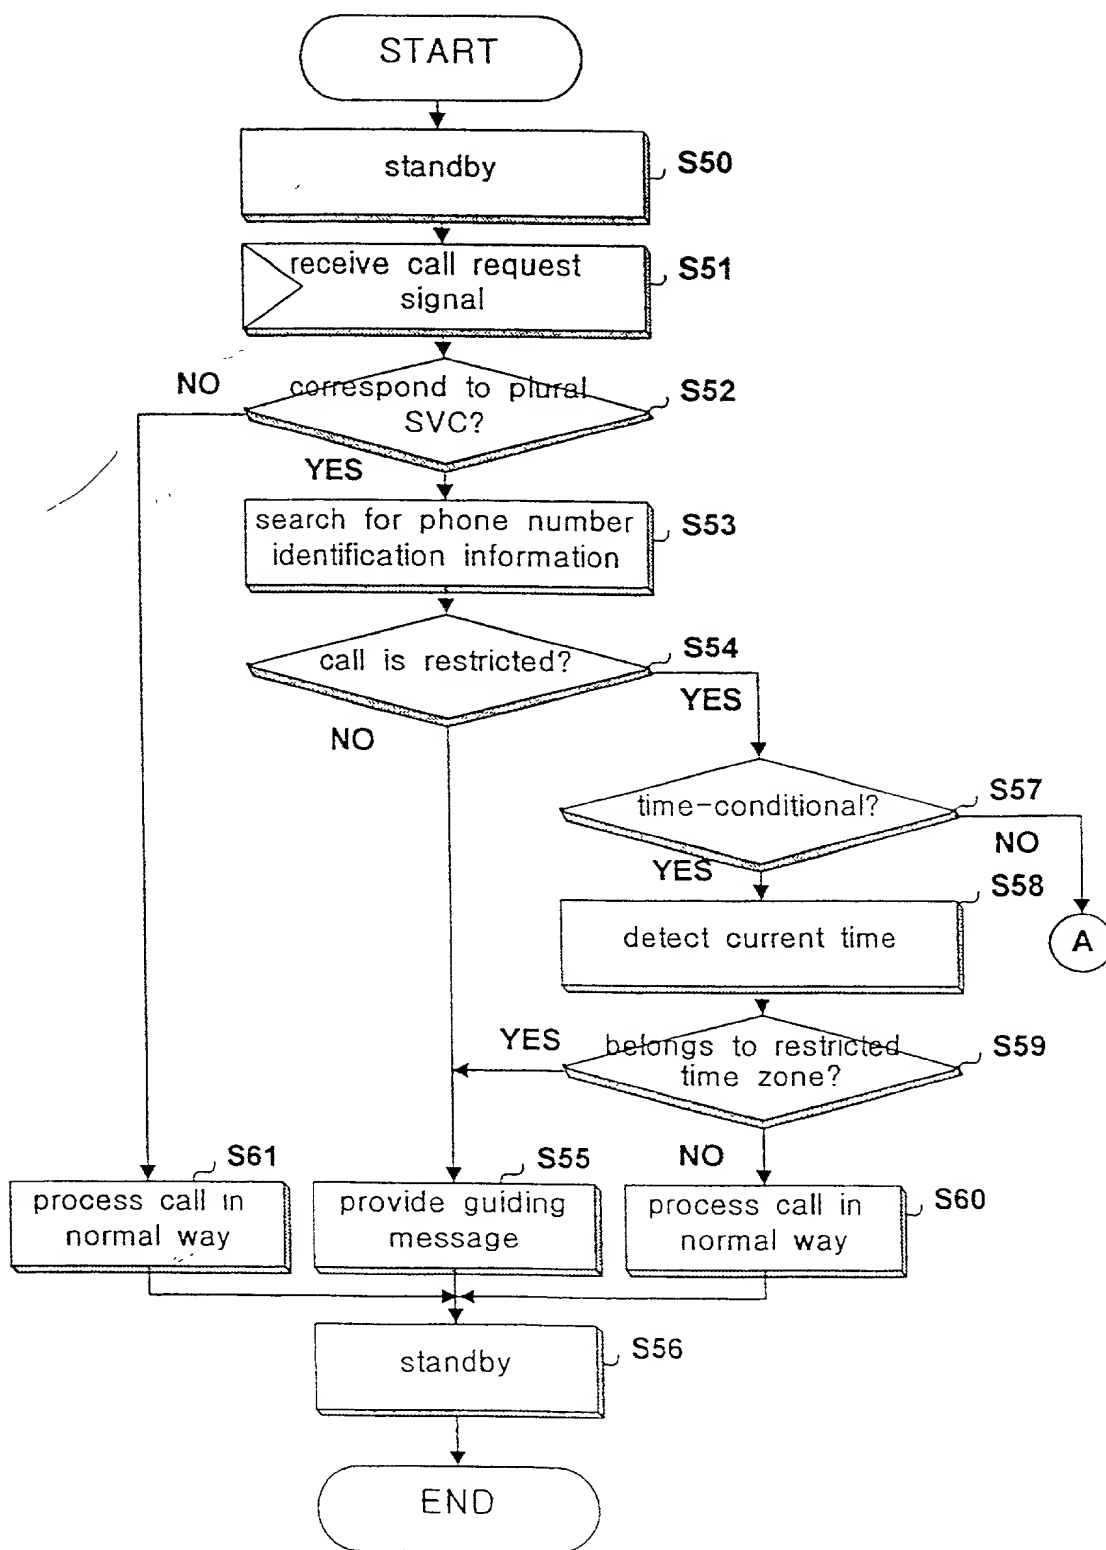 START
standby
S50
receive call request
signal
S51
NO
correspond to plural
SVC?
S52
YES
search for phone number
identification information
S53
call is restricted?
S54
YES
NO
time-conditional?
S57
NO
YES
S58
detect current time
A
YES
belongs to restricted
time zone?
S59
NO
S61
process call in
normal way
S55
provide guiding
message
process call in
normal way
S60
standby
S56
END